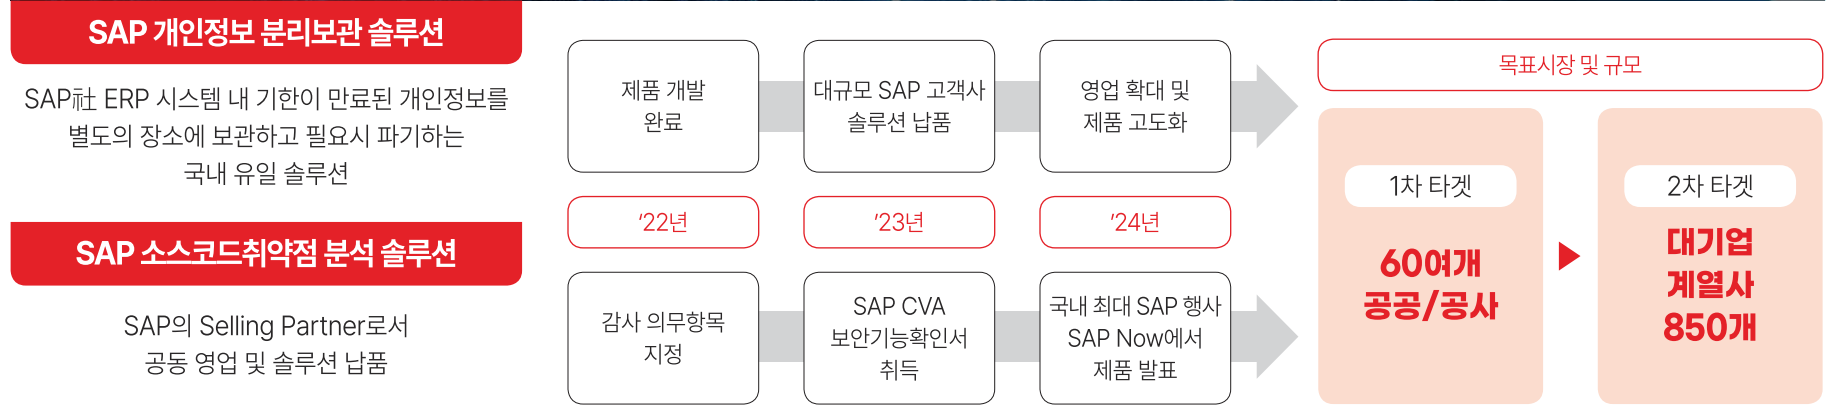 SAP 개인정보 분리보관 솔루션
SAP社 ERP 시스템 내 기한이 만료된 개인정보를
별도의 장소에 보관하고 필요시 파기하는
국내 유일 솔루션
SAP 소스코드취약점 분석 솔루션
SAP의 Selling Partner로서
공동 영업 및 솔루션 납품
제품 개발
완료
대규모 SAP 고객사
솔루션 납품
영업 확대 및
제품 고도화
‘22년
‘23년
‘24년
감사 의무항목
지정
SAP CVA
보안기능확인서
취득
국내 최대 SAP 행사
SAP Now에서
제품 발표
목표시장 및 규모
1차 타겟
60여개
공공/공사
2차 타겟
대기업
계열사
850개